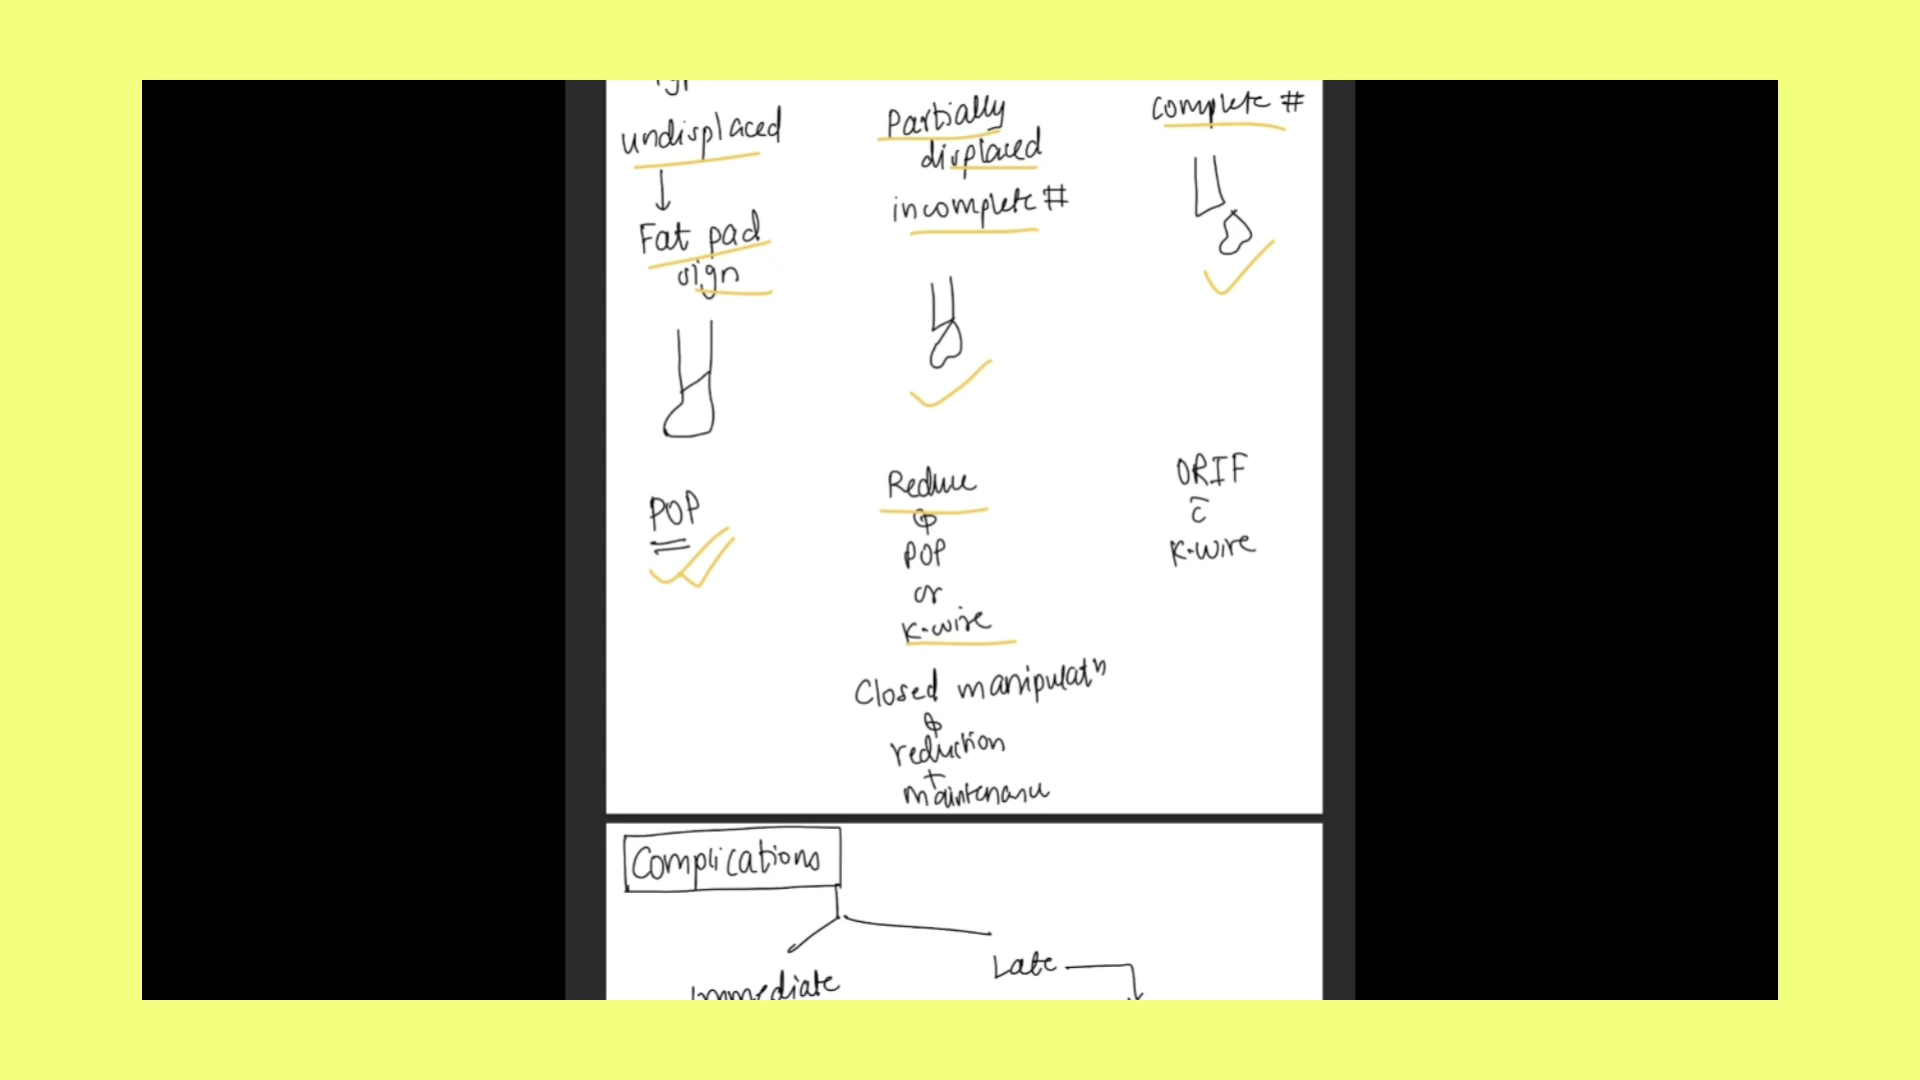 undisplaced
↓
Fat pad
sign
POP
Partially
displaced
incomplete #
Reduce
&
POP
or
K-wire
Closed manipulatⁿ
&
reduction
+
maintenance
complete #
ORIF
c̄
K-wire
Complications
Immediate
Late